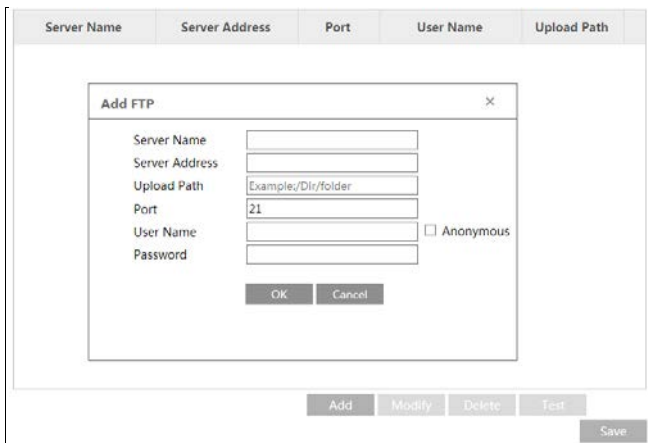 Server Name Server Address Port User Name Upload Path
Add FTP ×
Server Name
Server Address
Upload Path Example;/Dir/folder
Port 21
User Name Anonymous
Password
OK Cancel
Add Modify Delete Test
Save